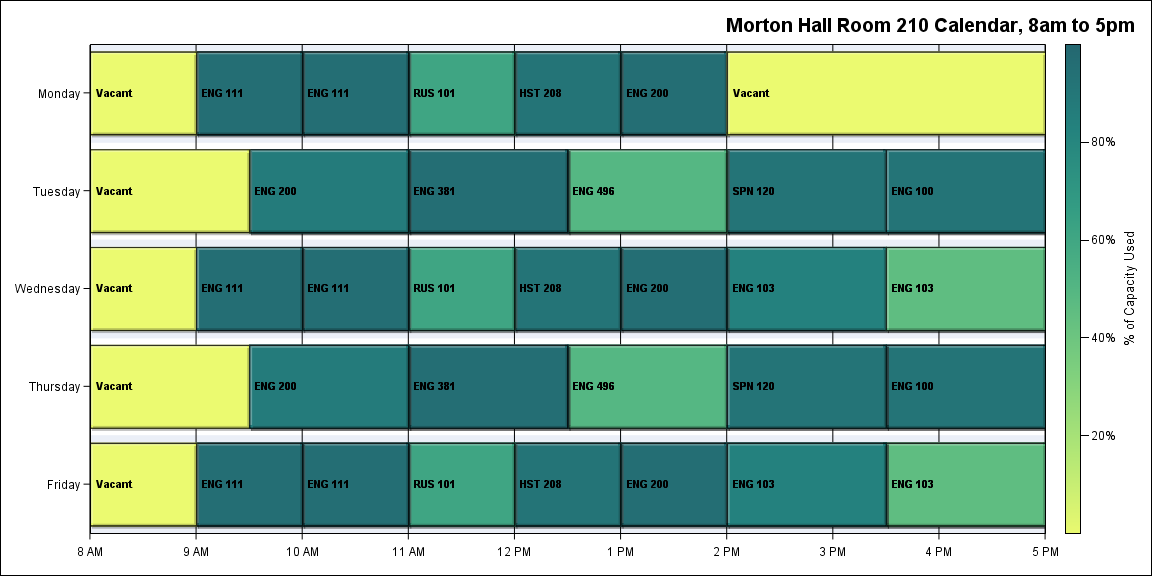 Morton Hall Room 210 Calendar, 8am to 5pm
Monday
Vacant
ENG 111
ENG 111
RUS 101
HST 208
ENG 200
Vacant
Tuesday
Vacant
ENG 200
ENG 381
ENG 496
SPN 120
ENG 100
Wednesday
Vacant
ENG 111
ENG 111
RUS 101
HST 208
ENG 200
ENG 103
ENG 103
Thursday
Vacant
ENG 200
ENG 381
ENG 496
SPN 120
ENG 100
Friday
Vacant
ENG 111
ENG 111
RUS 101
HST 208
ENG 200
ENG 103
ENG 103
8 AM
9 AM
10 AM
11 AM
12 PM
1 PM
2 PM
3 PM
4 PM
5 PM
80%
60%
40%
20%
% of Capacity Used